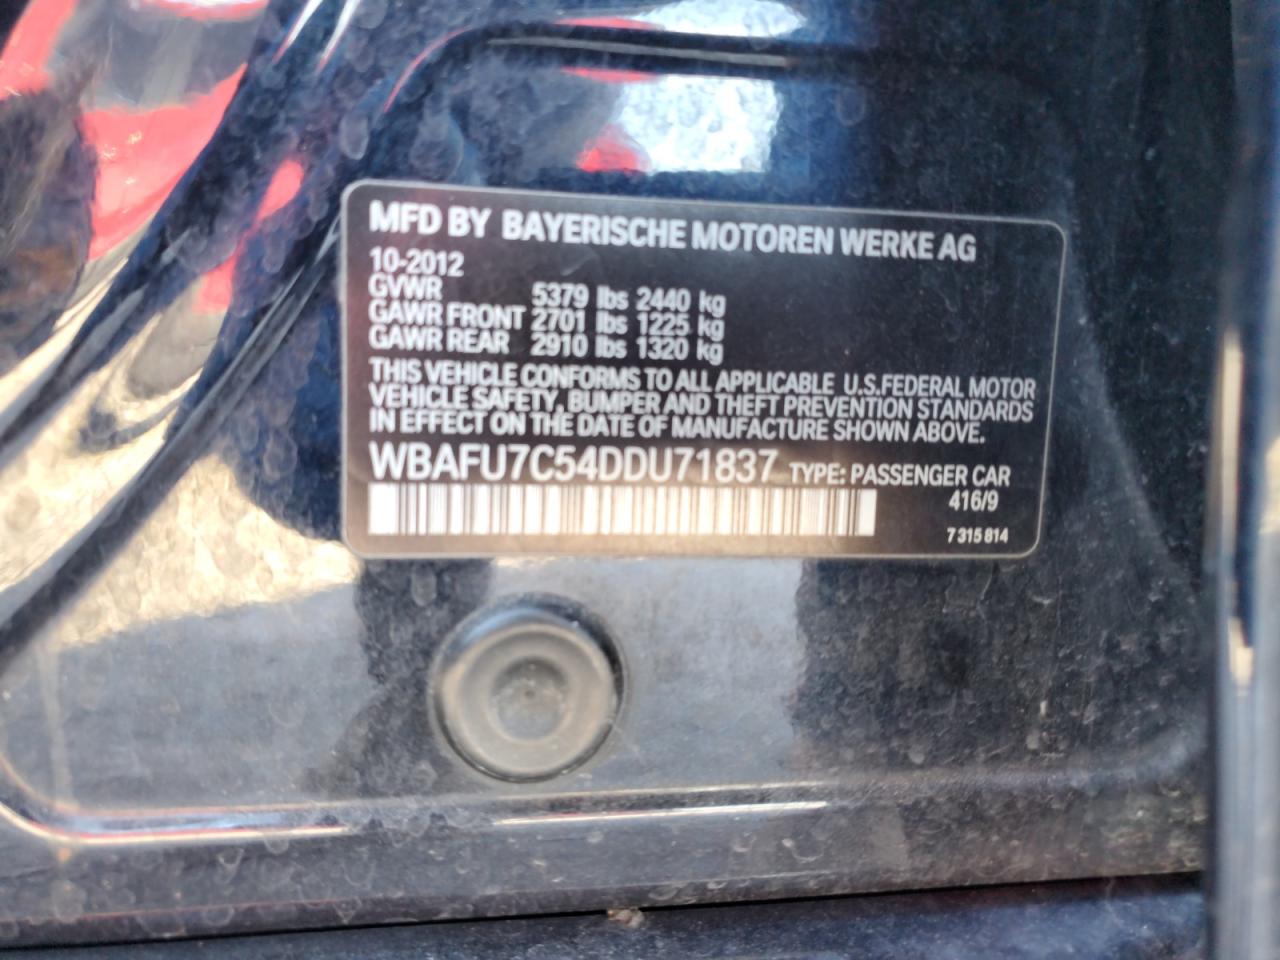 MFD BY BAYERISCHE MOTOREN WERKE AG
10-2012
GVWR 5379 lbs 2440 kg
GAWR FRONT 2701 lbs 1225 kg
GAWR REAR 2910 lbs 1320 kg
THIS VEHICLE CONFORMS TO ALL APPLICABLE U.S.FEDERAL MOTOR
VEHICLE SAFETY, BUMPER AND THEFT PREVENTION STANDARDS
IN EFFECT ON THE DATE OF MANUFACTURE SHOWN ABOVE.
WBAFU7C54DDU71837 TYPE: PASSENGER CAR
416/9
7 315 814